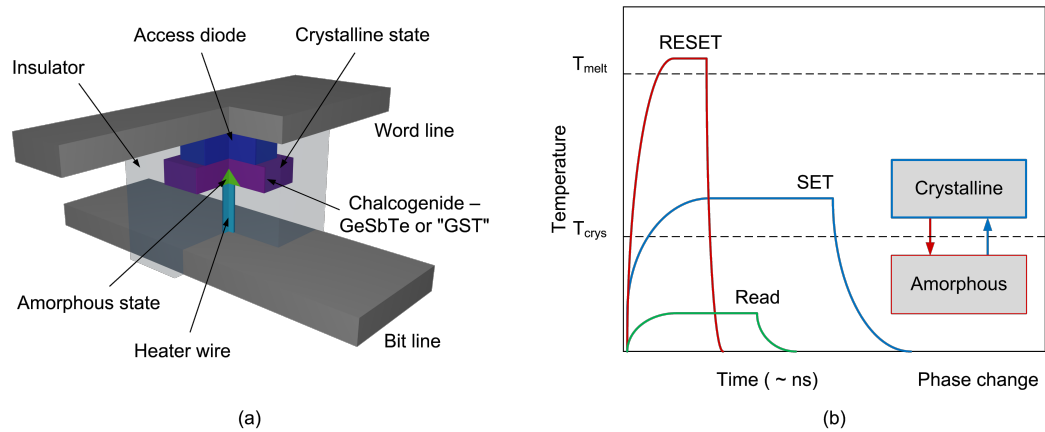 Access diode
Crystalline state
Insulator
Word line
Chalcogenide –
GeSbTe or "GST"
Amorphous state
Heater wire
Bit line
(a)
RESET
Tmelt
SET
Temperature
Tcrys
Crystalline
Amorphous
Read
Time ( ~ ns)
Phase change
(b)